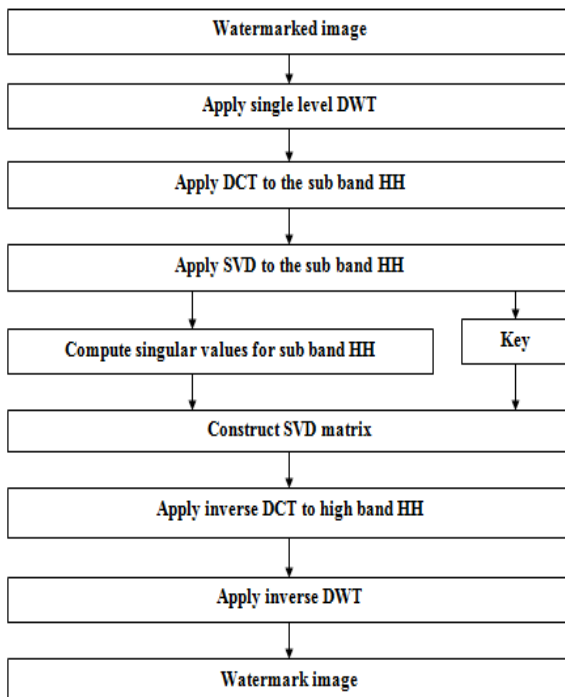 Watermarked image
Apply single level DWT
Apply DCT to the sub band HH
Apply SVD to the sub band HH
Compute singular values for sub band HH
Key
Construct SVD matrix
Apply inverse DCT to high band HH
Apply inverse DWT
Watermark image